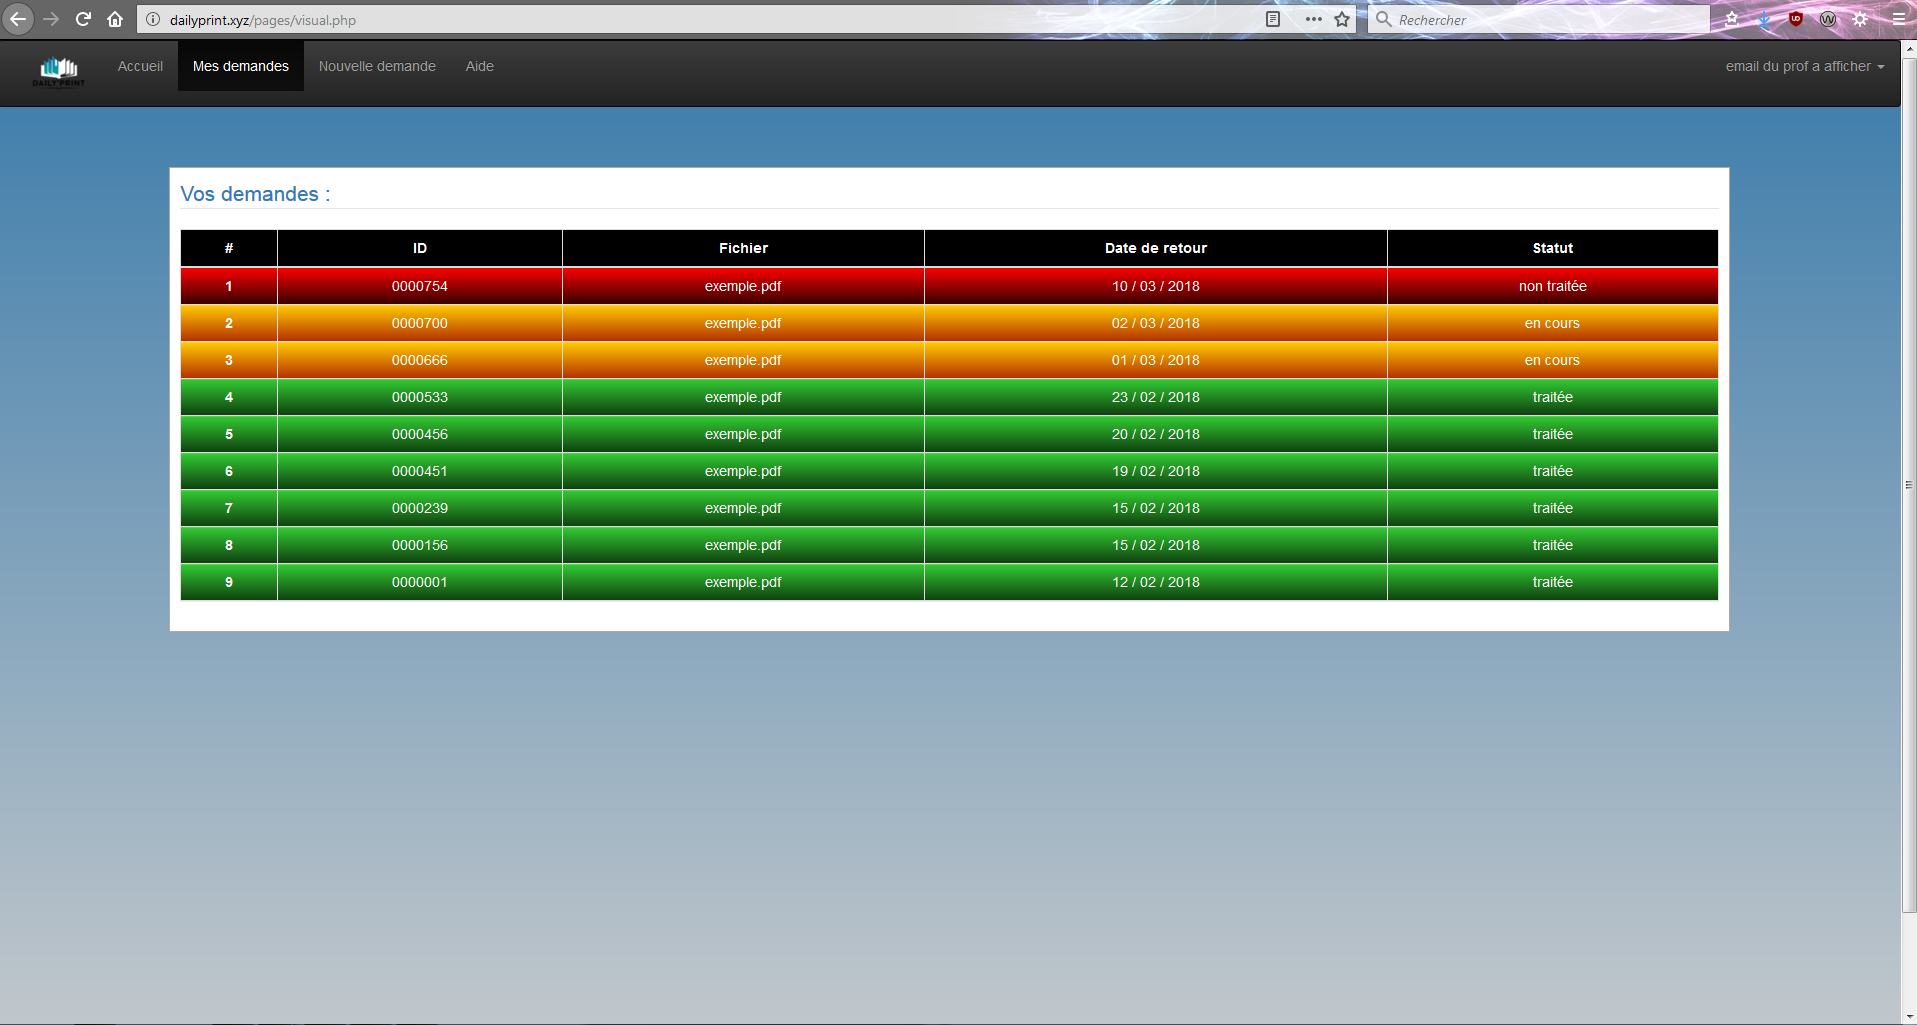 dailyprint.xyz/pages/visual.php
Rechercher
DAILY PRINT
Accueil
Mes demandes
Nouvelle demande
Aide
email du prof a afficher
Vos demandes :
# ID Fichier Date de retour Statut
1 0000754 exemple.pdf 10 / 03 / 2018 non traitée
2 0000700 exemple.pdf 02 / 03 / 2018 en cours
3 0000666 exemple.pdf 01 / 03 / 2018 en cours
4 0000533 exemple.pdf 23 / 02 / 2018 traitée
5 0000456 exemple.pdf 20 / 02 / 2018 traitée
6 0000451 exemple.pdf 19 / 02 / 2018 traitée
7 0000239 exemple.pdf 15 / 02 / 2018 traitée
8 0000156 exemple.pdf 15 / 02 / 2018 traitée
9 0000001 exemple.pdf 12 / 02 / 2018 traitée